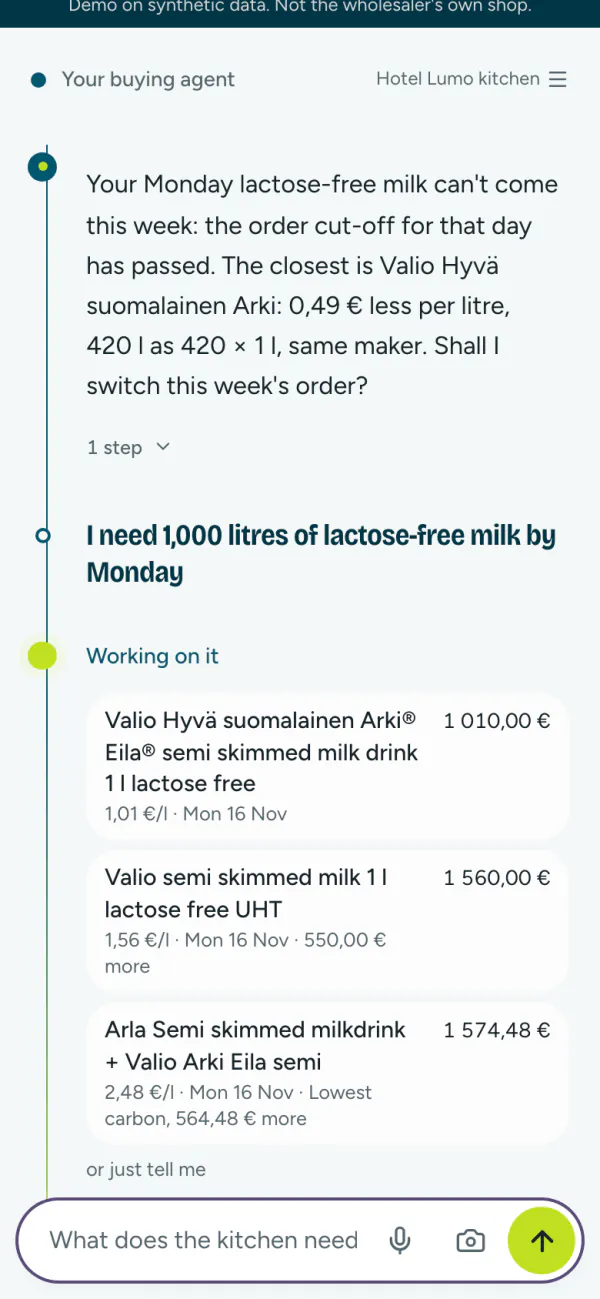 Demo on synthetic data. Not the wholesaler's own shop.
Your buying agent
Hotel Lumo kitchen
Your Monday lactose-free milk can't come
this week: the order cut-off for that day
has passed. The closest is Valio Hyvä
suomalainen Arki: 0,49 € less per litre,
420 l as 420 × 1 l, same maker. Shall I
switch this week's order?
1 step
I need 1,000 litres of lactose-free milk by
Monday
Working on it
Valio Hyvä suomalainen Arki®
Eila® semi skimmed milk drink
1 l lactose free
1 010,00 €
1,01 €/l · Mon 16 Nov
Valio semi skimmed milk 1 l
lactose free UHT
1 560,00 €
1,56 €/l · Mon 16 Nov · 550,00 €
more
Arla Semi skimmed milkdrink
+ Valio Arki Eila semi
1 574,48 €
2,48 €/l · Mon 16 Nov · Lowest
carbon, 564,48 € more
or just tell me
What does the kitchen need